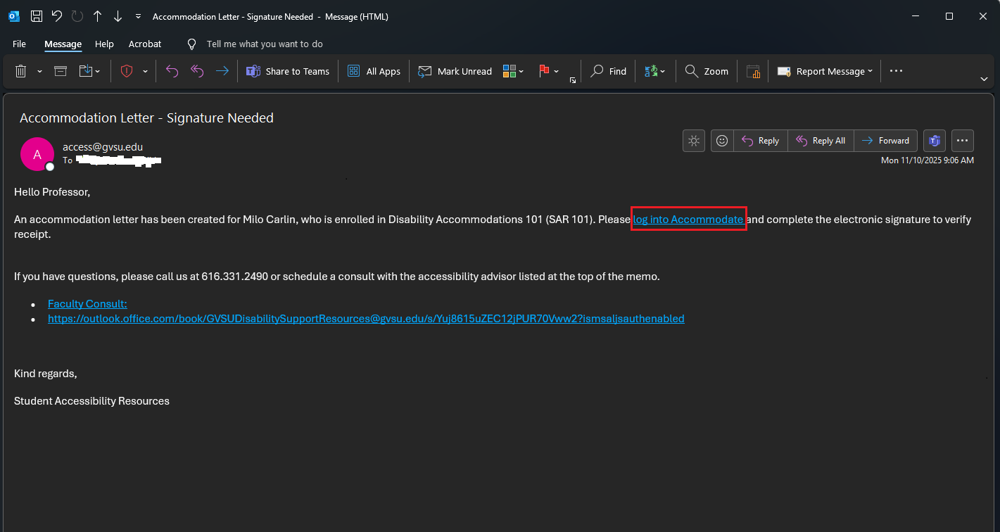 Accommodation Letter - Signature Needed - Message (HTML)
File Message Help Acrobat Tell me what you want to do
Share to Teams All Apps Mark Unread Find Zoom Report Message
Accommodation Letter - Signature Needed
A
access@gvsu.edu
Reply Reply All Forward
To
Mon 11/10/2025 9:06 AM
Hello Professor,
An accommodation letter has been created for Milo Carlin, who is enrolled in Disability Accommodations 101 (SAR 101). Please log into Accommodate and complete the electronic signature to verify
receipt.
If you have questions, please call us at 616.331.2490 or schedule a consult with the accessibility advisor listed at the top of the memo.
• Faculty Consult:
• https://outlook.office.com/book/GVSUDisabilitySupportResources@gvsu.edu/s/Yuj8615uZEC12jPUR70Vww2?ismsaljsauthenabled
Kind regards,
Student Accessibility Resources